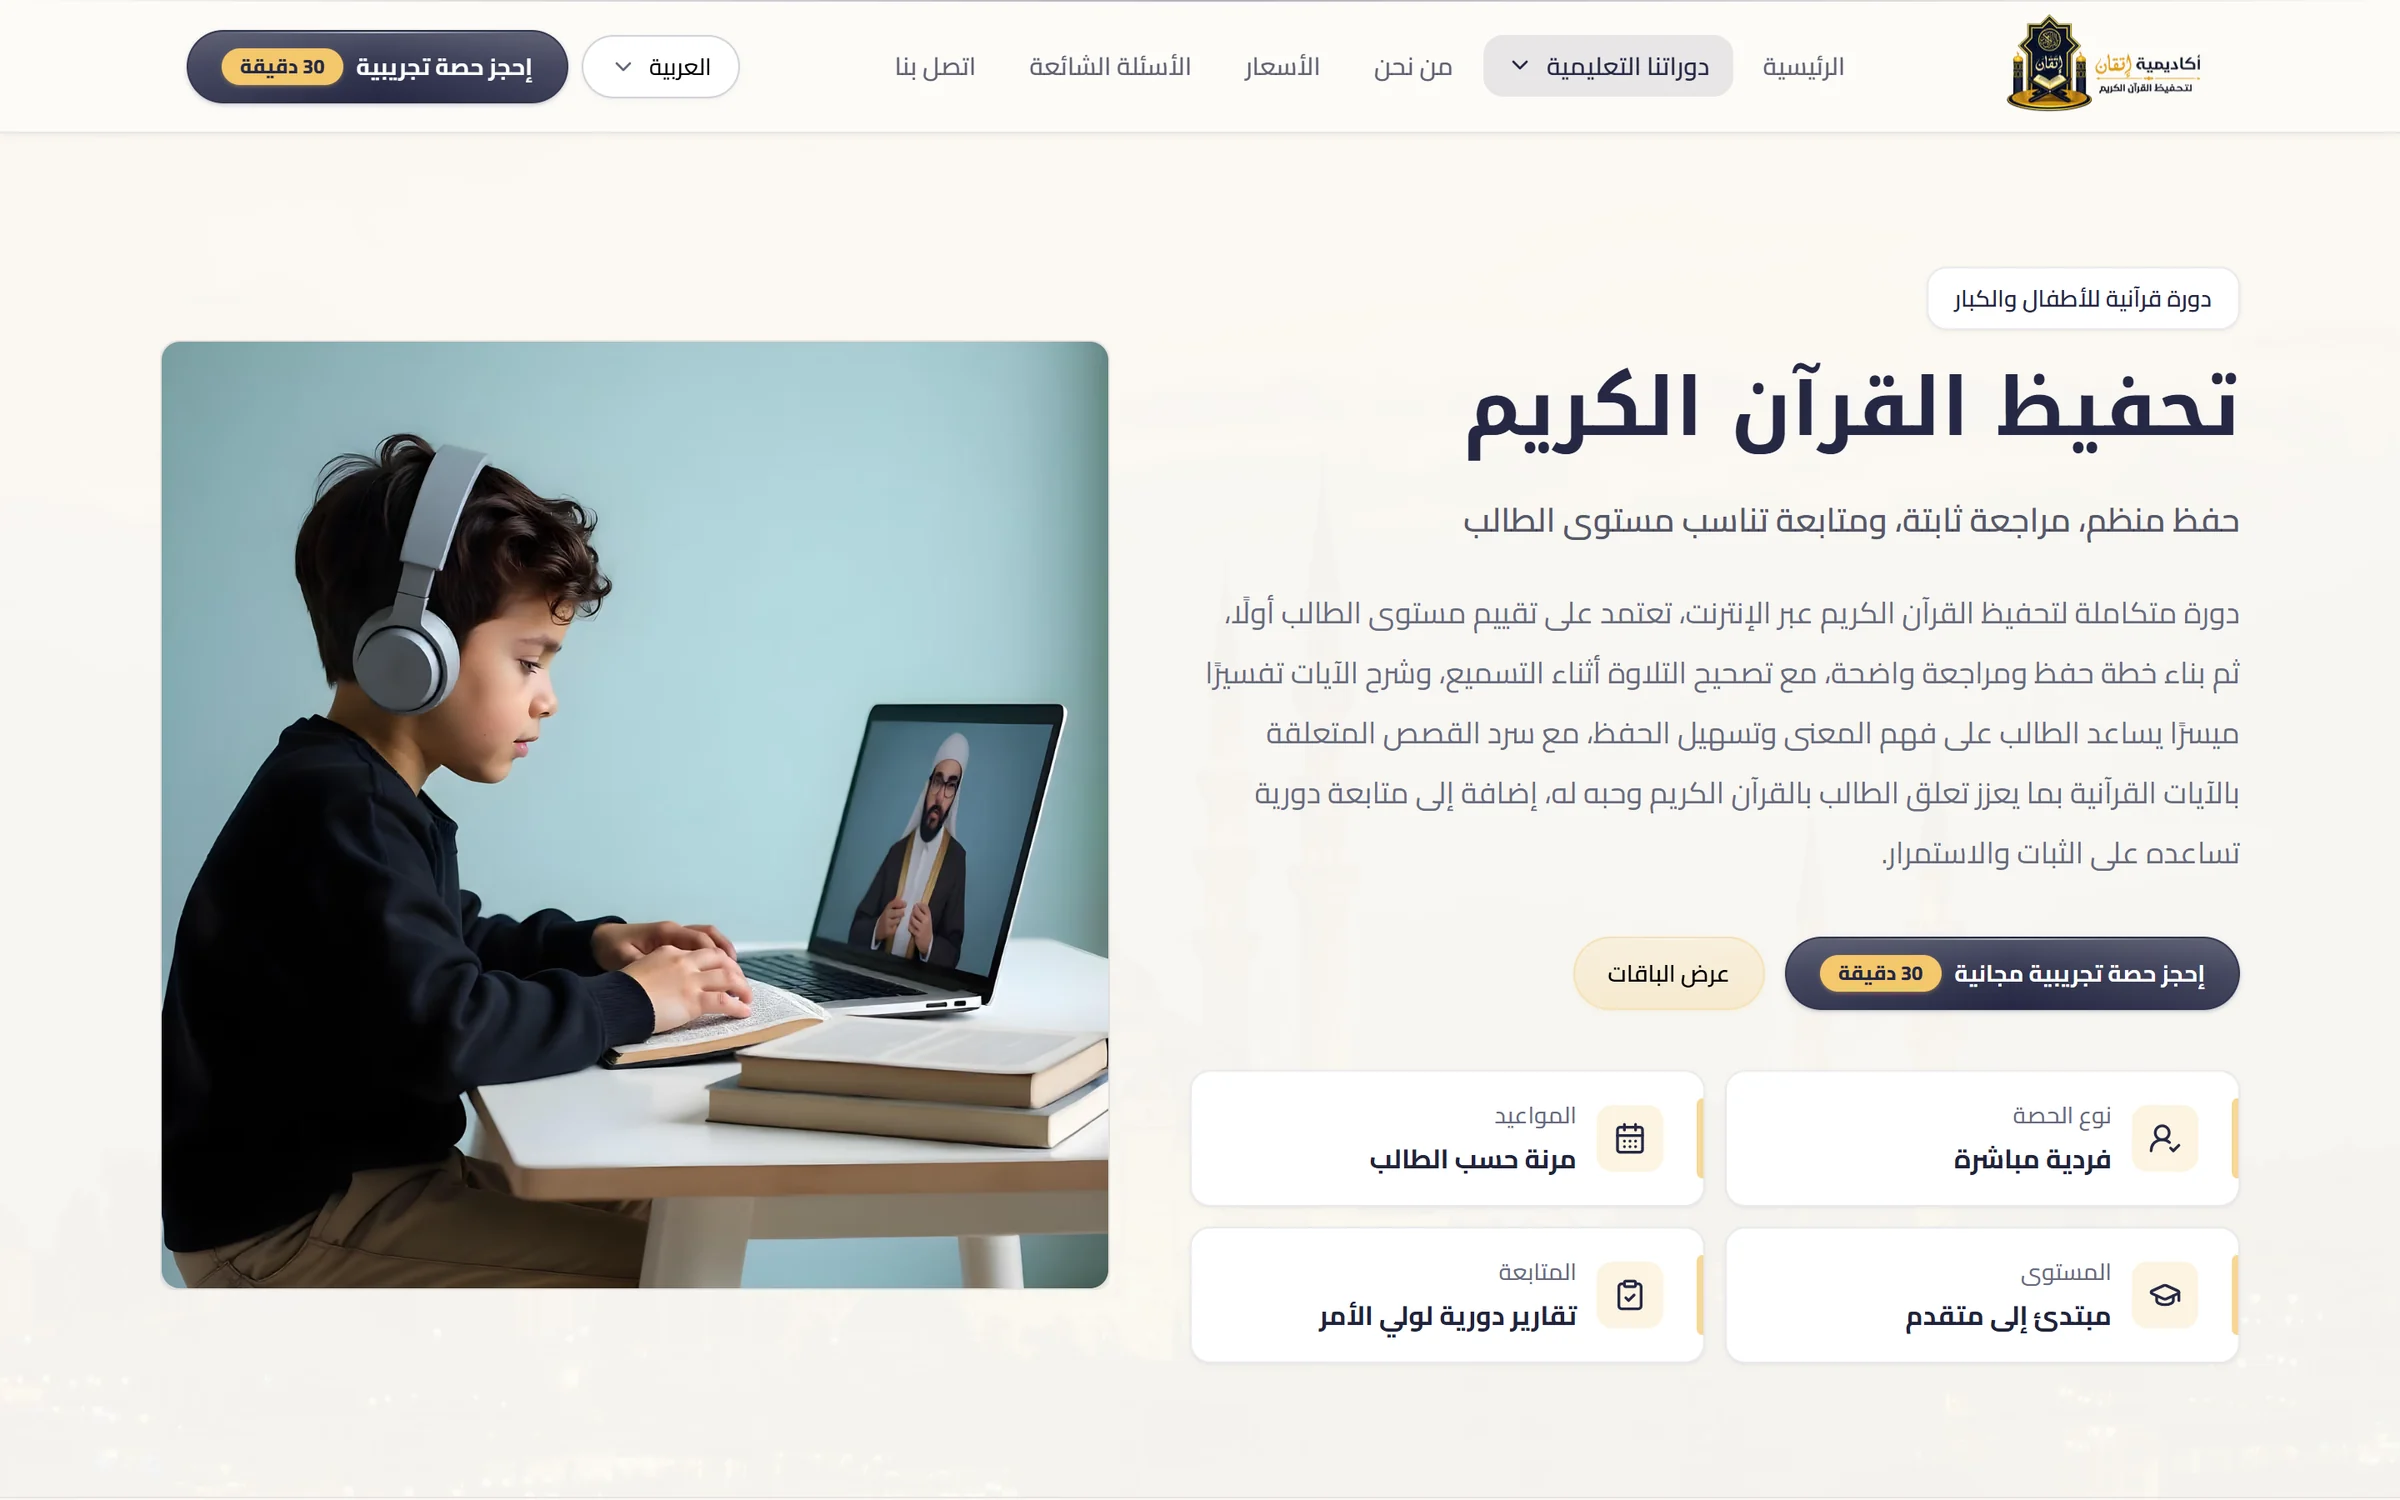 أكاديمية إتقان
لتحفيظ القرآن الكريم
إتقان
الرئيسية
دوراتنا التعليمية
من نحن
الأسعار
الأسئلة الشائعة
اتصل بنا
العربية
إحجز حصة تجريبية 30 دقيقة
دورة قرآنية للأطفال والكبار
تحفيظ القرآن الكريم
حفظ منظم، مراجعة ثابتة، ومتابعة تناسب مستوى الطالب
دورة متكاملة لتحفيظ القرآن الكريم عبر الإنترنت، تعتمد على تقييم مستوى الطالب أولًا،
ثم بناء خطة حفظ ومراجعة واضحة، مع تصحيح التلاوة أثناء التسميع، وشرح الآيات تفسيرًا
ميسرًا يساعد الطالب على فهم المعنى وتسهيل الحفظ، مع سرد القصص المتعلقة
بالآيات القرآنية بما يعزز تعلق الطالب بالقرآن الكريم وحبه له، إضافة إلى متابعة دورية
تساعده على الثبات والاستمرار.
إحجز حصة تجريبية مجانية 30 دقيقة
عرض الباقات
نوع الحصة
فردية مباشرة
المواعيد
مرنة حسب الطالب
المستوى
مبتدئ إلى متقدم
المتابعة
تقارير دورية لولي الأمر